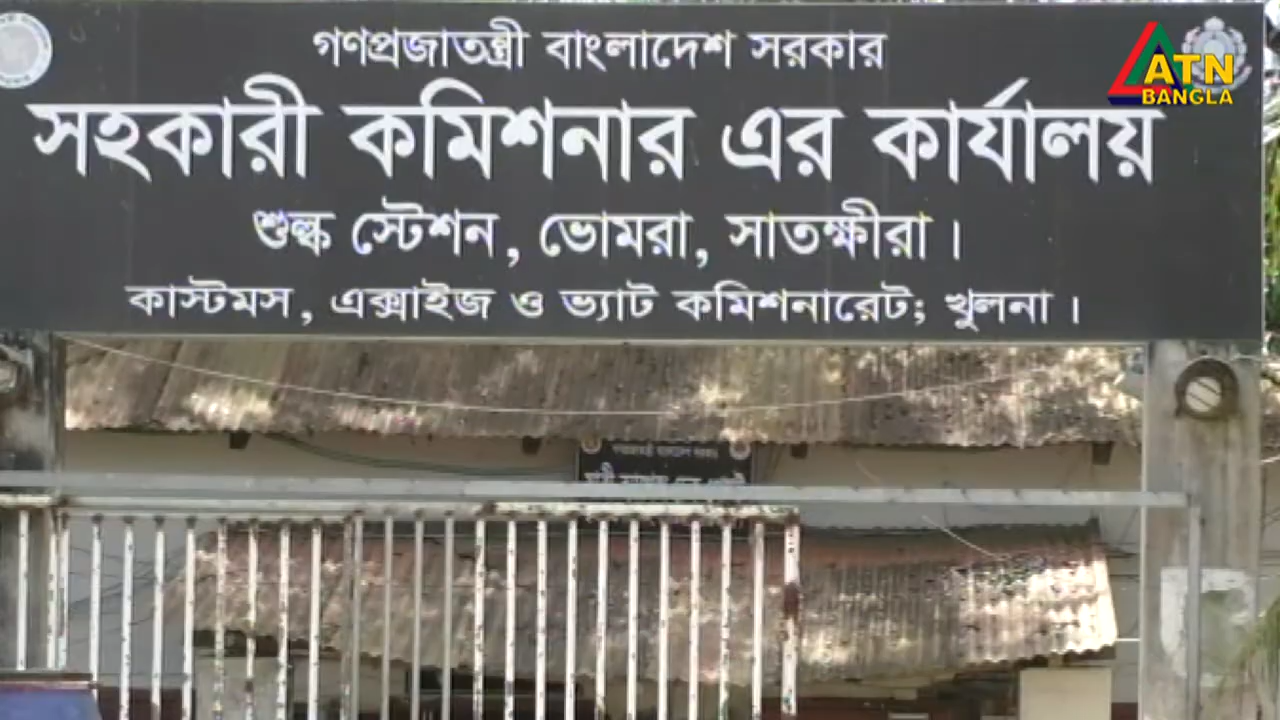 গণপ্রজাতন্ত্রী বাংলাদেশ সরকার
ATN
BANGLA
সহকারী কমিশনার এর কার্যালয়
শুল্ক স্টেশন, ভোমরা, সাতক্ষীরা।
কাস্টমস, এক্সাইজ ও ভ্যাট কমিশনারেট; খুলনা।